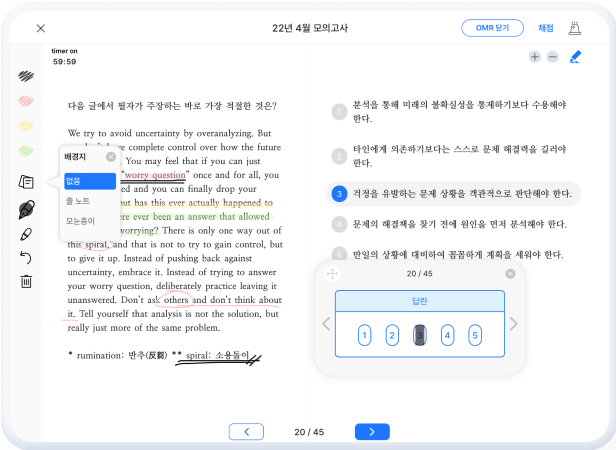 22년 4월 모의고사
OMR 닫기
채점
timer on
59:59
다음 글에서 필자가 주장하는 바로 가장 적절한 것은?
We try to avoid uncertainty by overanalyzing. But
complete control over how the future
You may feel that if you can just
"worry question" once and for all, you
ed and you can finally drop your
but has this ever actually happened to
ere ever been an answer that allowed
worrying? There is only one way out of
this spiral, and that is not to try to gain control, but
to give it up. Instead of pushing back against
uncertainty, embrace it. Instead of trying to answer
your worry question, deliberately practice leaving it
unanswered. Don't ask others and don't think about
it. Tell yourself that analysis is not the solution, but
really just more of the same problem.
* rumination: 반추(反芻) ** spiral: 소용돌이
배경지
없음
줄 노트
모눈종이
1 분석을 통해 미래의 불확실성을 통제하기보다 수용해야
한다.
2 타인에게 의존하기보다는 스스로 문제 해결력을 길러야
한다.
3 걱정을 유발하는 문제 상황을 객관적으로 판단해야 한다.
4 문제의 해결책을 찾기 전에 원인을 먼저 분석해야 한다.
5 만일의 상황에 대비하여 꼼꼼하게 계획을 세워야 한다.
20 / 45
답란
1 2 3 4 5
20 / 45